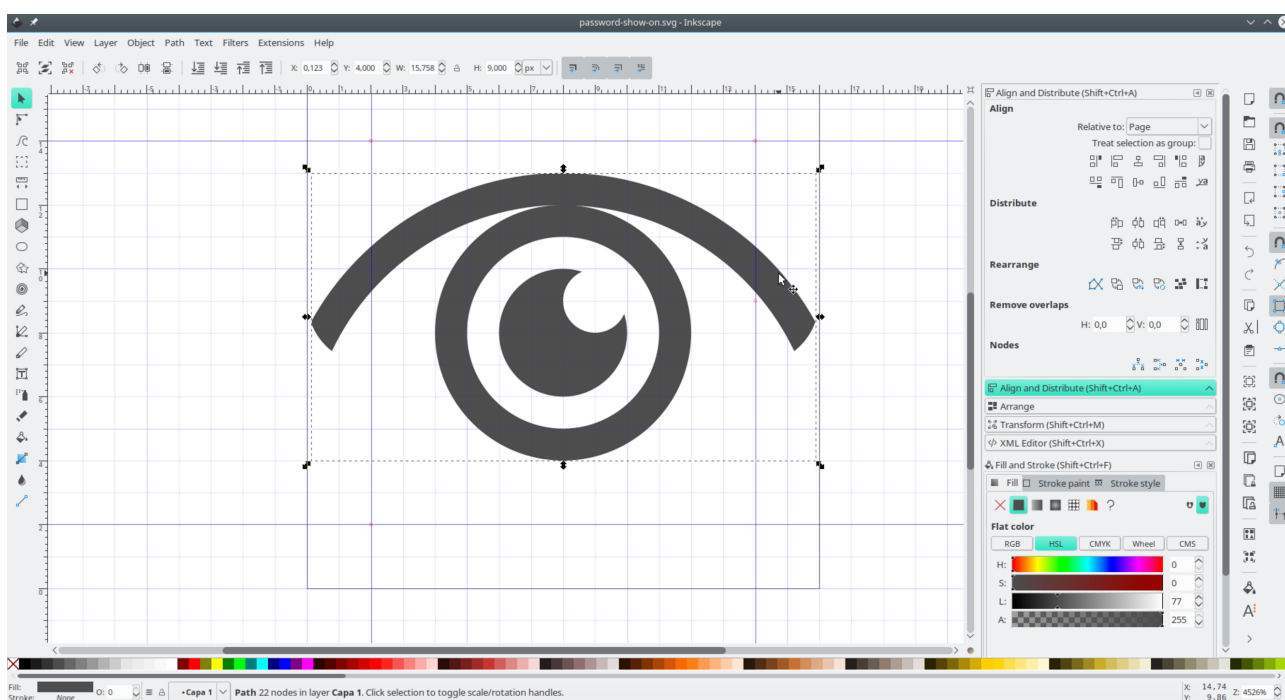 password-show-on.svg - Inkscape
File Edit View Layer Object Path Text Filters Extensions Help
X: 0,123 Y: 4,000 W: 15,758 H: 9,000 px
Align and Distribute (Shift+Ctrl+A)
Align
Relative to: Page
Treat selection as group:
Distribute
Rearrange
Remove overlaps
H: 0,0 V: 0,0
Nodes
Align and Distribute (Shift+Ctrl+A)
Arrange
Transform (Shift+Ctrl+M)
XML Editor (Shift+Ctrl+X)
Fill and Stroke (Shift+Ctrl+F)
Fill Stroke paint Stroke style
Flat color
RGB HSL CMYK Wheel CMS
H: 0
S: 0
L: 77
A: 255
Fill:
Stroke: None
O: 0
•Capa 1
Path 22 nodes in layer Capa 1. Click selection to toggle scale/rotation handles.
X: 14,74
Y: 9,86
Z: 4526%